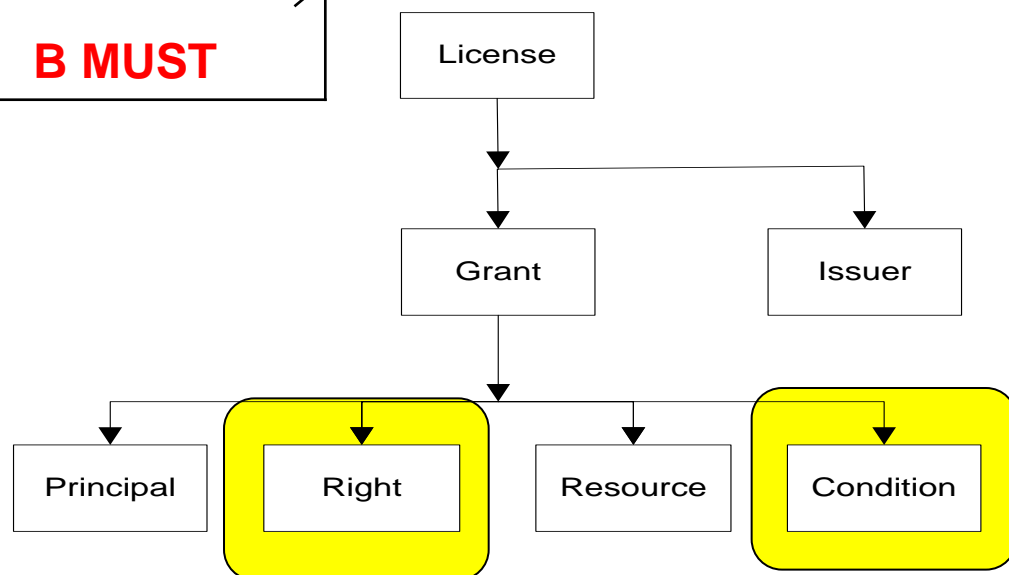 B MUST
License
Grant
Issuer
Principal
Right
Resource
Condition